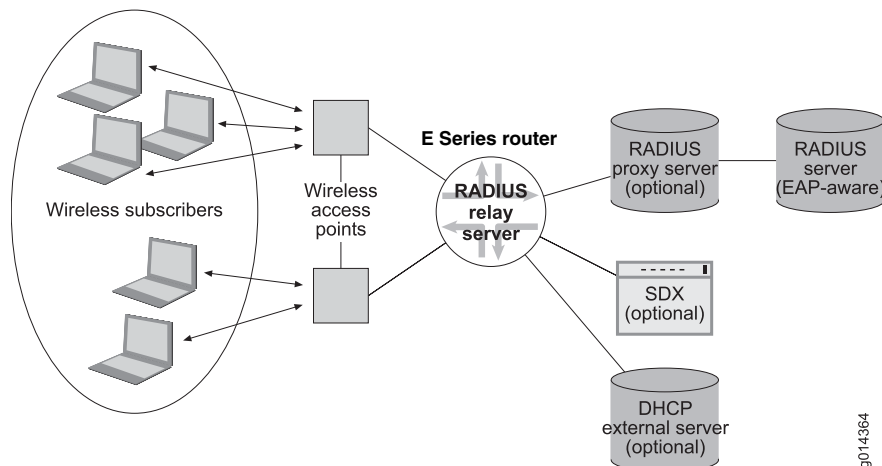 Wireless subscribers
Wireless
access
points
E Series router
RADIUS
relay
server
RADIUS
proxy server
(optional)
RADIUS
server
(EAP-aware)
SDX
(optional)
DHCP
external server
(optional)
g014364